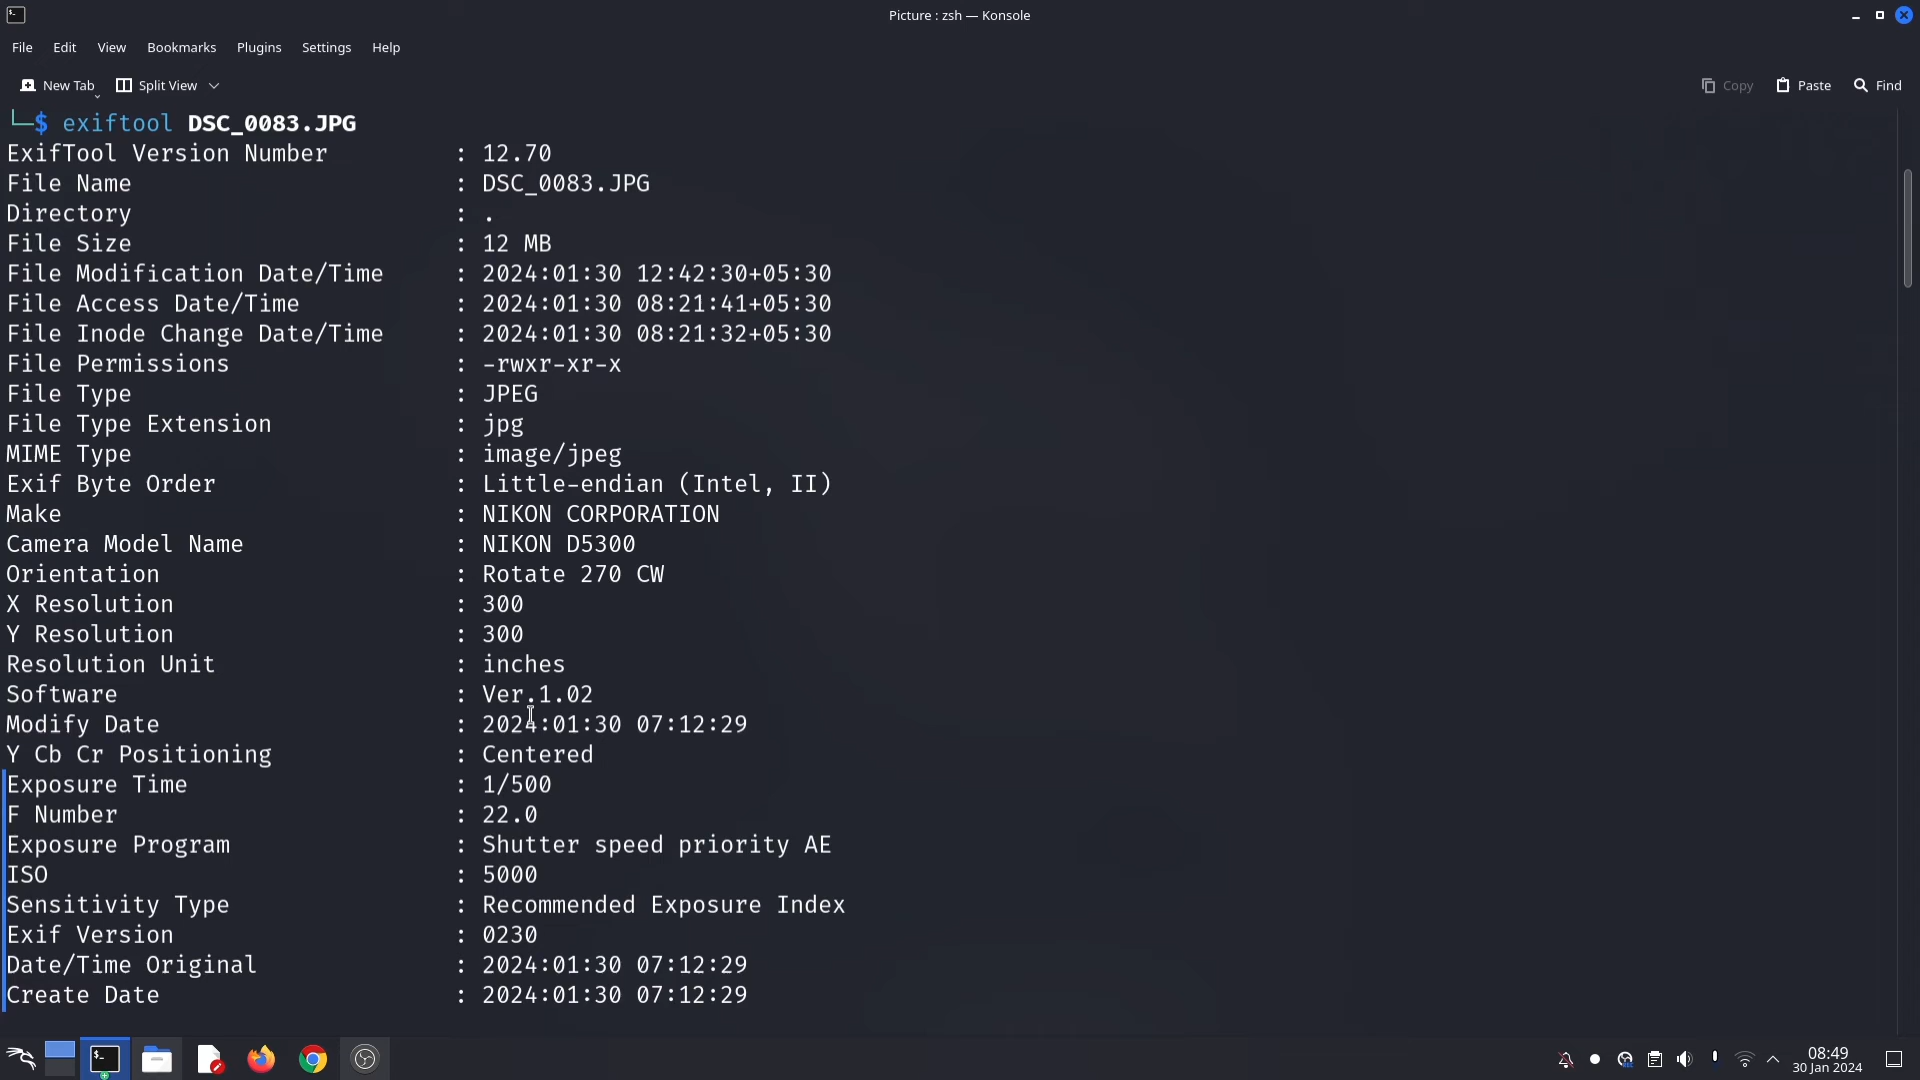 Picture : zsh — Konsole
File Edit View Bookmarks Plugins Settings Help
New Tab Split View Copy Paste Find
└─$ exiftool DSC_0083.JPG
ExifTool Version Number : 12.70
File Name : DSC_0083.JPG
Directory : .
File Size : 12 MB
File Modification Date/Time : 2024:01:30 12:42:30+05:30
File Access Date/Time : 2024:01:30 08:21:41+05:30
File Inode Change Date/Time : 2024:01:30 08:21:32+05:30
File Permissions : -rwxr-xr-x
File Type : JPEG
File Type Extension : jpg
MIME Type : image/jpeg
Exif Byte Order : Little-endian (Intel, II)
Make : NIKON CORPORATION
Camera Model Name : NIKON D5300
Orientation : Rotate 270 CW
X Resolution : 300
Y Resolution : 300
Resolution Unit : inches
Software : Ver.1.02
Modify Date : 2024:01:30 07:12:29
Y Cb Cr Positioning : Centered
Exposure Time : 1/500
F Number : 22.0
Exposure Program : Shutter speed priority AE
ISO : 5000
Sensitivity Type : Recommended Exposure Index
Exif Version : 0230
Date/Time Original : 2024:01:30 07:12:29
Create Date : 2024:01:30 07:12:29
08:49
30 Jan 2024